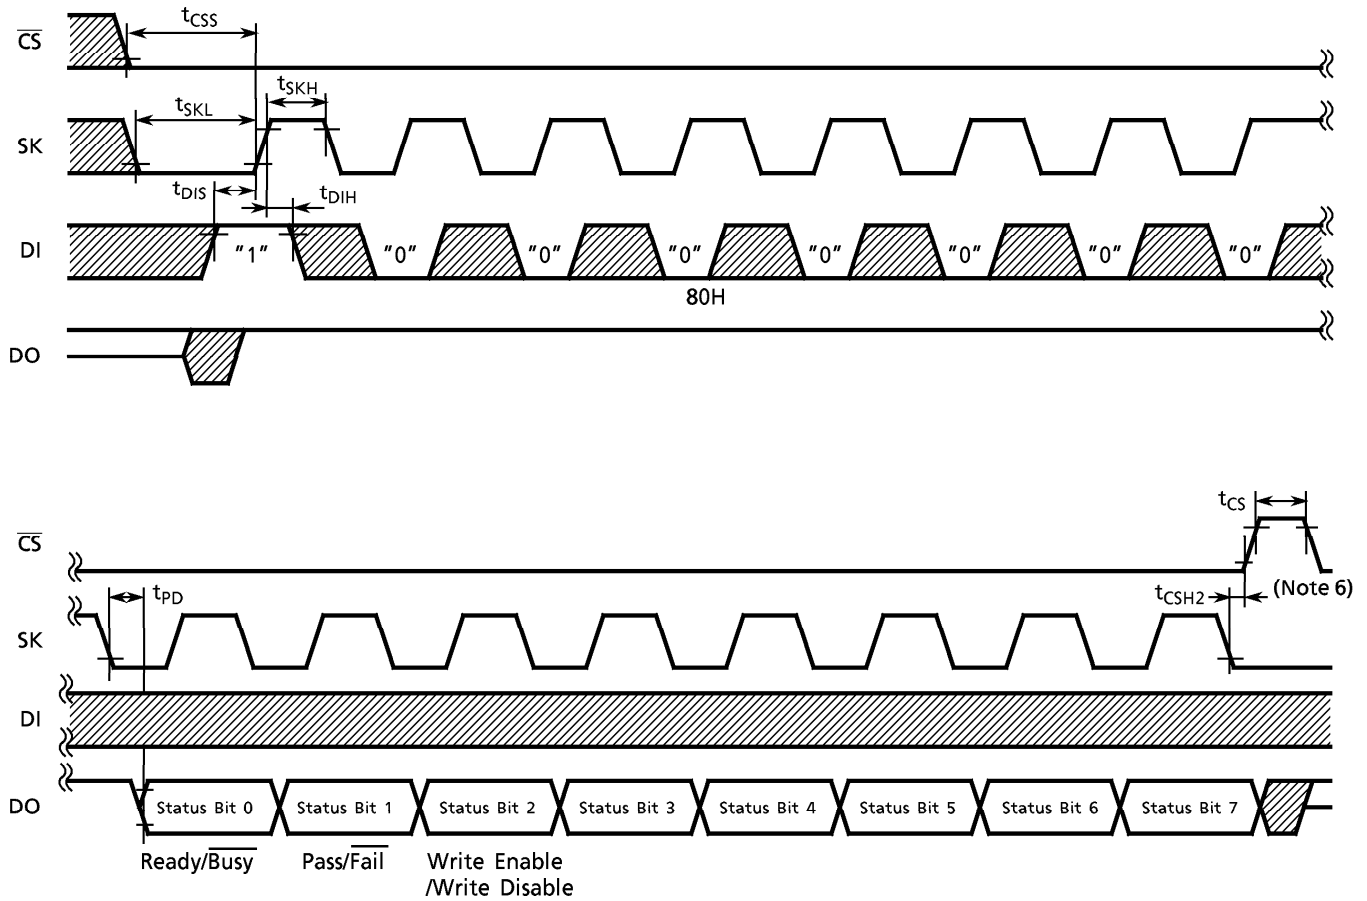 tCSS
CS
tSKH
tSKL
SK
tDIS
tDIH
DI "1" "0" "0" "0" "0" "0" "0" "0"
80H
DO
tCS
CS
tPD
tCSH2 (Note 6)
SK
DI
DO Status Bit 0 Status Bit 1 Status Bit 2 Status Bit 3 Status Bit 4 Status Bit 5 Status Bit 6 Status Bit 7
Ready/Busy Pass/Fail Write Enable
/Write Disable